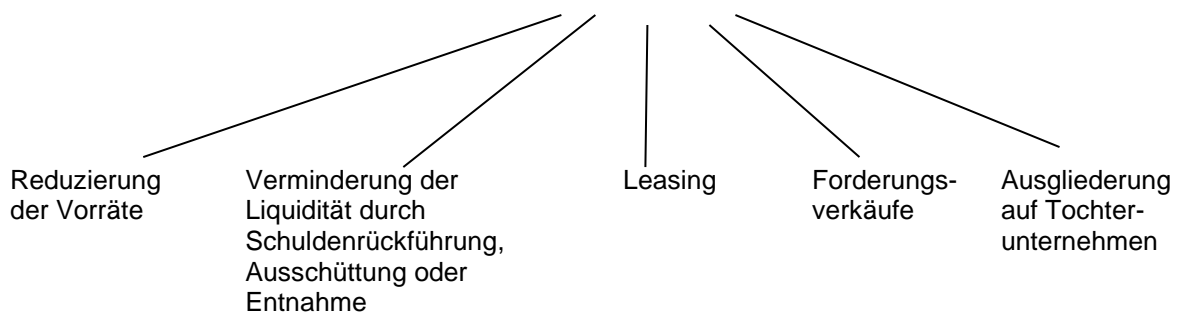 Reduzierung
der Vorräte
Verminderung der
Liquidität durch
Schuldenrückführung,
Ausschüttung oder
Entnahme
Leasing
Forderungs-
verkäufe
Ausgliederung
auf Tochter-
unternehmen